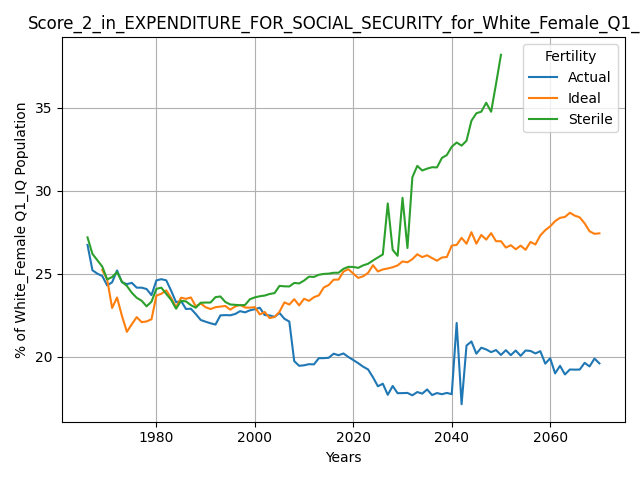 Score_2_in_EXPENDITURE_FOR_SOCIAL_SECURITY_for_White_Female_Q1_
Fertility
Actual
Ideal
Sterile
% of White_Female Q1_IQ Population
35
30
25
20
1980
2000
2020
2040
2060
Years